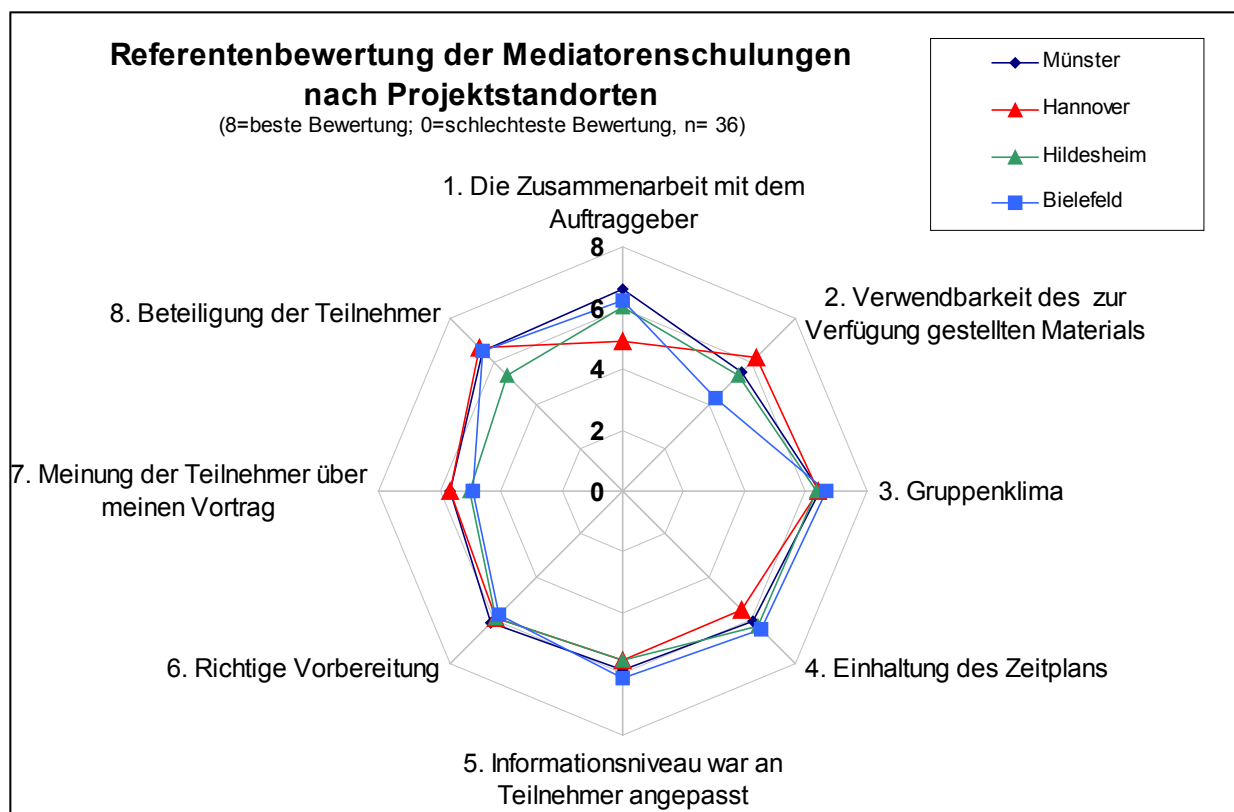 Referentenbewertung der Mediatorenschulungen
nach Projektstandorten
(8=beste Bewertung; 0=schlechteste Bewertung, n= 36)
Münster
Hannover
Hildesheim
Bielefeld
1. Die Zusammenarbeit mit dem
Auftraggeber
2. Verwendbarkeit des zur
Verfügung gestellten Materials
3. Gruppenklima
4. Einhaltung des Zeitplans
5. Informationsniveau war an
Teilnehmer angepasst
6. Richtige Vorbereitung
7. Meinung der Teilnehmer über
meinen Vortrag
8. Beteiligung der Teilnehmer
8
6
4
2
0